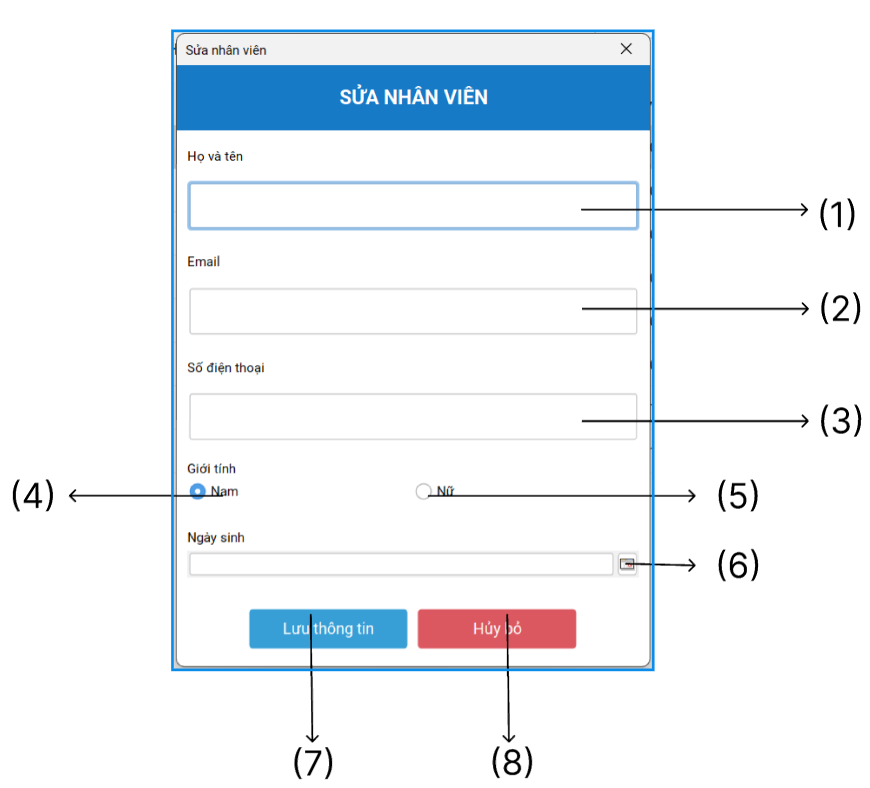 Sửa nhân viên
SỬA NHÂN VIÊN
Họ và tên
(1)
Email
(2)
Số điện thoại
(3)
Giới tính
(4) Nam Nữ (5)
Ngày sinh
(6)
Lưu thông tin Hủy bỏ
(7) (8)